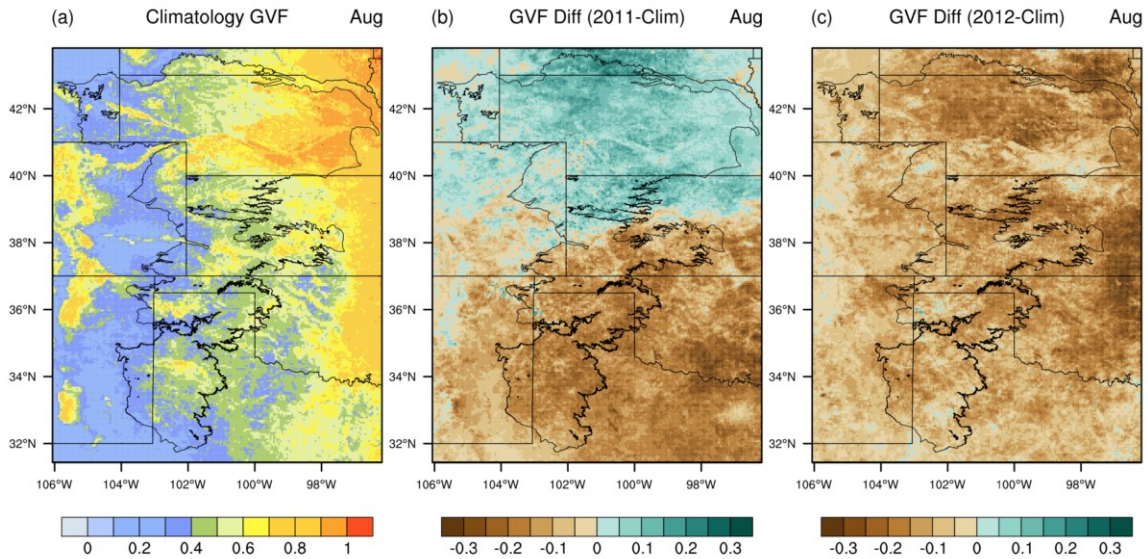 (a) Climatology GVF Aug
(b) GVF Diff (2011-Clim) Aug
(c) GVF Diff (2012-Clim) Aug
42°N 42°N 42°N
40°N 40°N 40°N
38°N 38°N 38°N
36°N 36°N 36°N
34°N 34°N 34°N
32°N 32°N 32°N
106°W 104°W 102°W 100°W 98°W
106°W 104°W 102°W 100°W 98°W
106°W 104°W 102°W 100°W 98°W
0 0.2 0.4 0.6 0.8 1
-0.3 -0.2 -0.1 0 0.1 0.2 0.3
-0.3 -0.2 -0.1 0 0.1 0.2 0.3